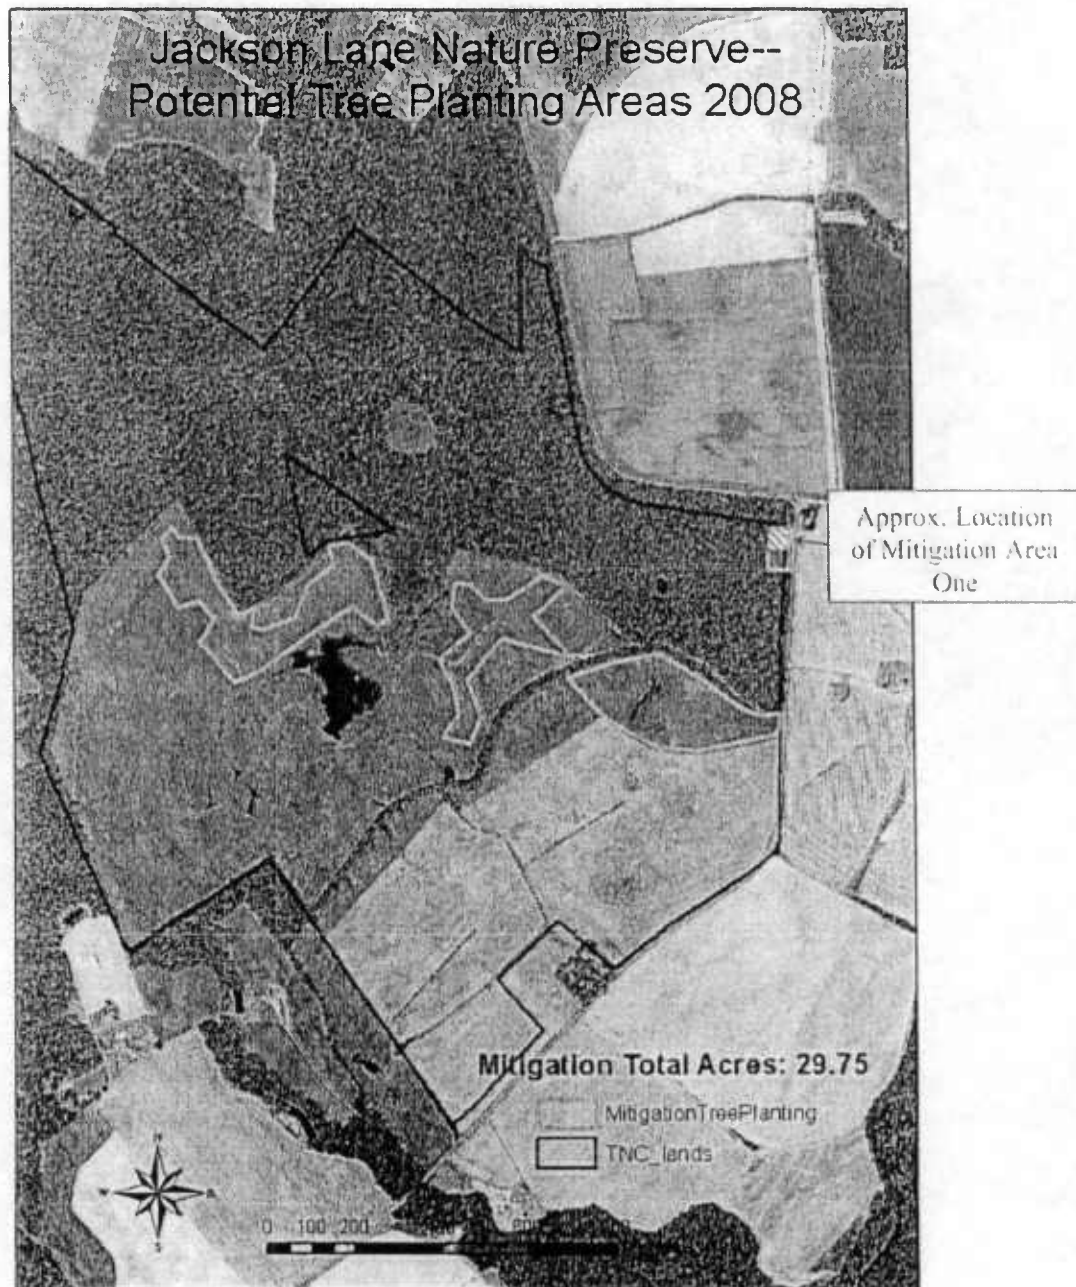 Jackson Lane Nature Preserve--
Potential Tree Planting Areas 2008
Approx. Location
of Mitigation Area
One
Mitigation Total Acres: 29.75
MitigationTreePlanting
TNC_lands
N
W
S
0 100 200